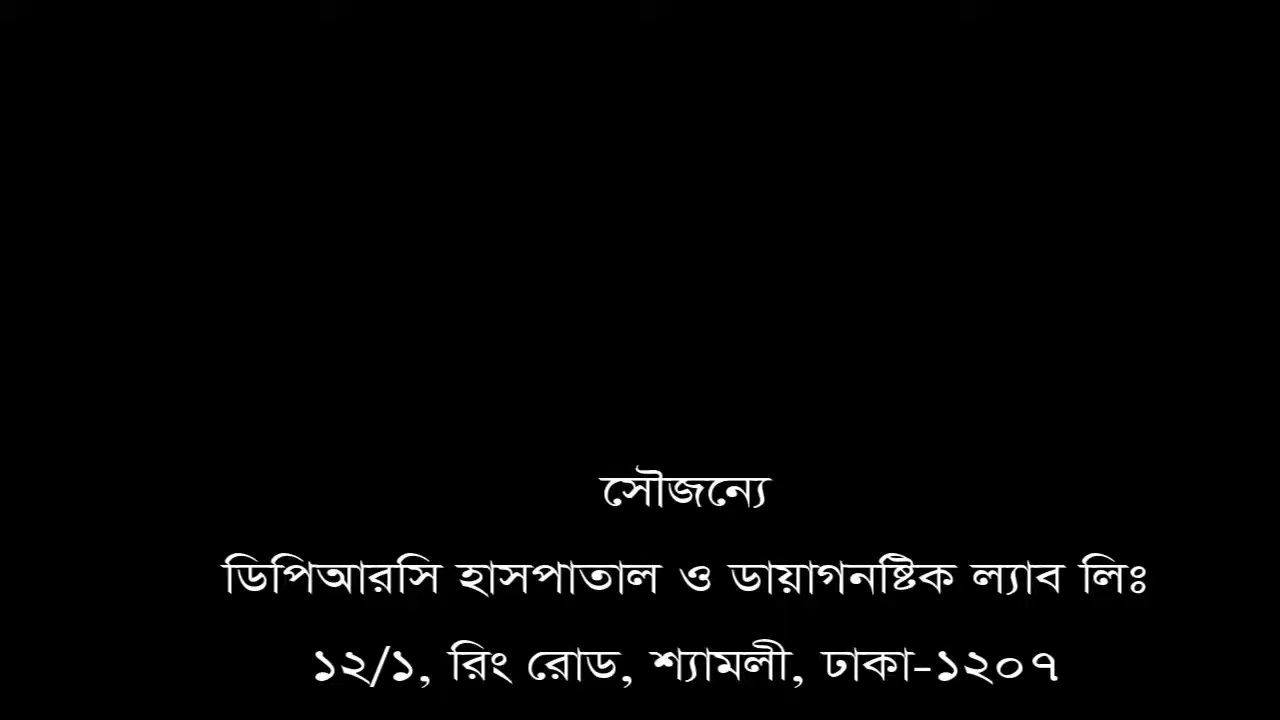 সৌজন্যে
ডিপিআরসি হাসপাতাল ও ডায়াগনষ্টিক ল্যাব লিঃ
১২/১, রিং রোড, শ্যামলী, ঢাকা-১২০৭